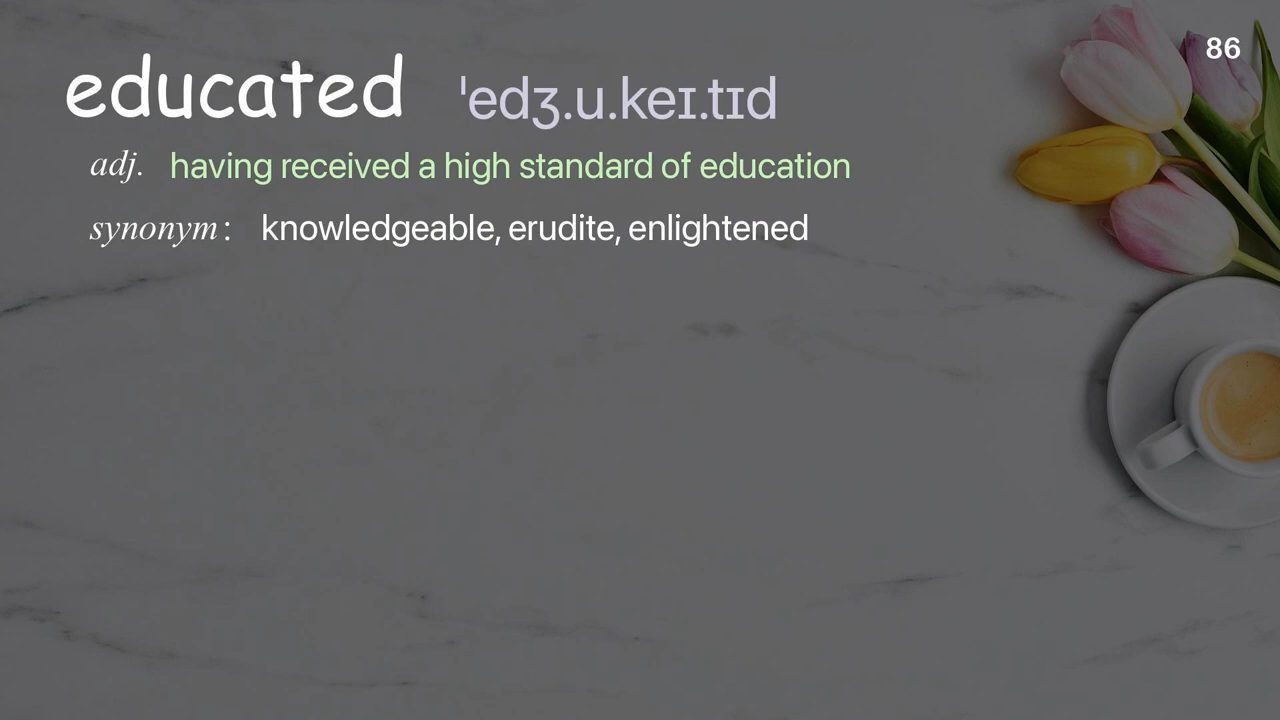 86
educated ˈedʒ.u.keɪ.tɪd
adj. having received a high standard of education
synonym: knowledgeable, erudite, enlightened